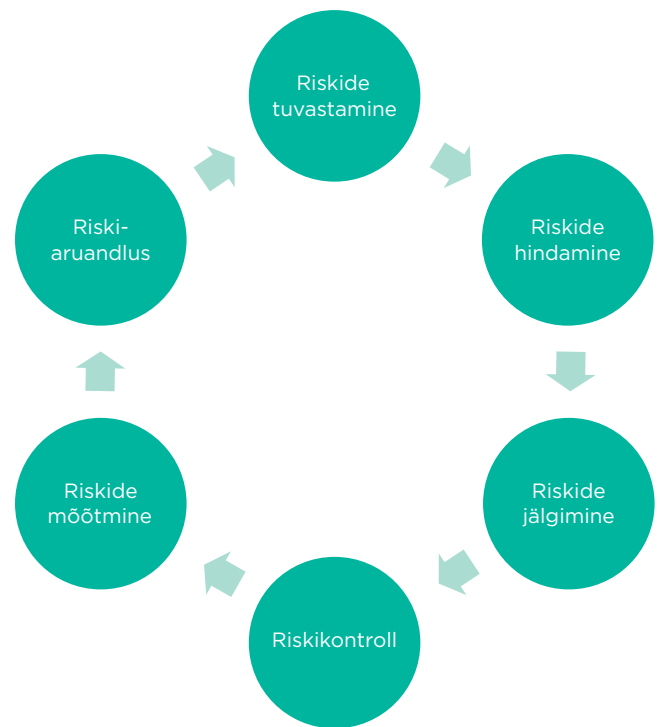 Riskide
tuvastamine
Riskide
hindamine
Riskide
jälgimine
Riskikontroll
Riskide
mõõtmine
Riski-
aruandlus